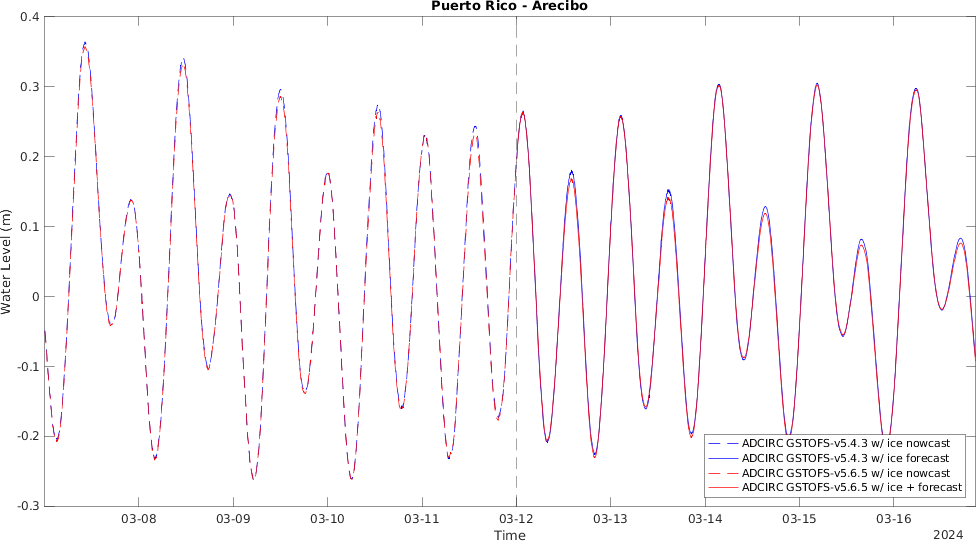 Puerto Rico - Arecibo
0.4
0.3
0.2
0.1
0
-0.1
-0.2
-0.3
Water Level (m)
ADCIRC GSTOFS-v5.4.3 w/ ice nowcast
ADCIRC GSTOFS-v5.4.3 w/ ice forecast
ADCIRC GSTOFS-v5.6.5 w/ ice nowcast
ADCIRC GSTOFS-v5.6.5 w/ ice + forecast
03-08 03-09 03-10 03-11 03-12 03-13 03-14 03-15 03-16
Time
2024